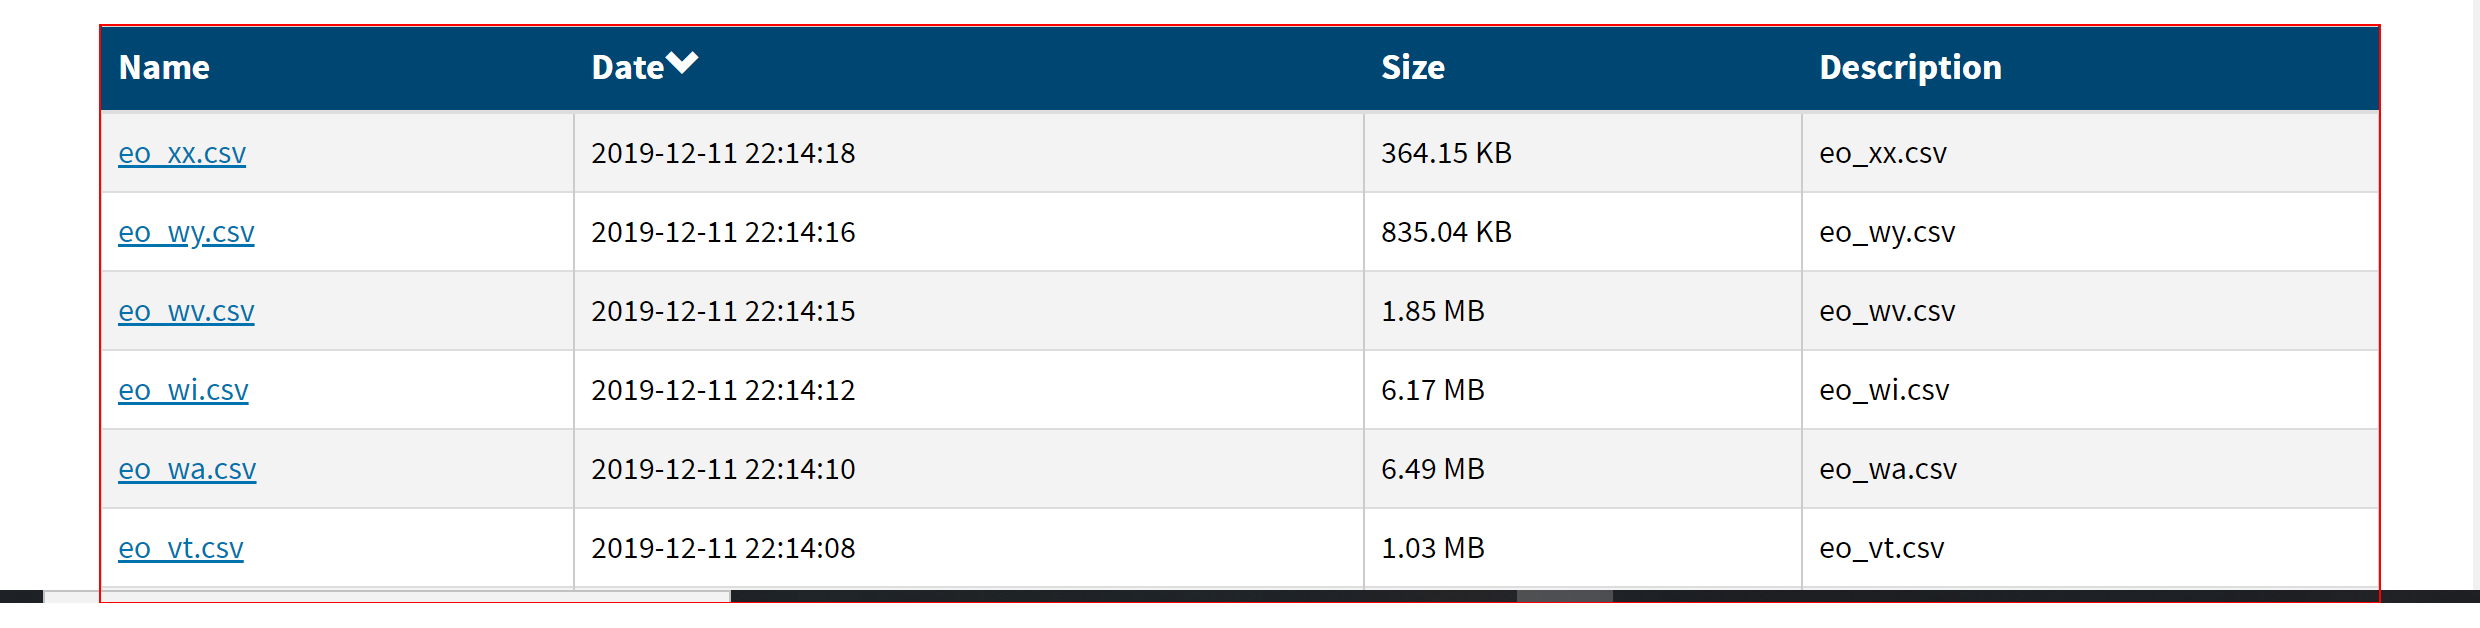 Name Date Size Description
eo_xx.csv 2019-12-11 22:14:18 364.15 KB eo_xx.csv
eo_wy.csv 2019-12-11 22:14:16 835.04 KB eo_wy.csv
eo_wv.csv 2019-12-11 22:14:15 1.85 MB eo_wv.csv
eo_wi.csv 2019-12-11 22:14:12 6.17 MB eo_wi.csv
eo_wa.csv 2019-12-11 22:14:10 6.49 MB eo_wa.csv
eo_vt.csv 2019-12-11 22:14:08 1.03 MB eo_vt.csv